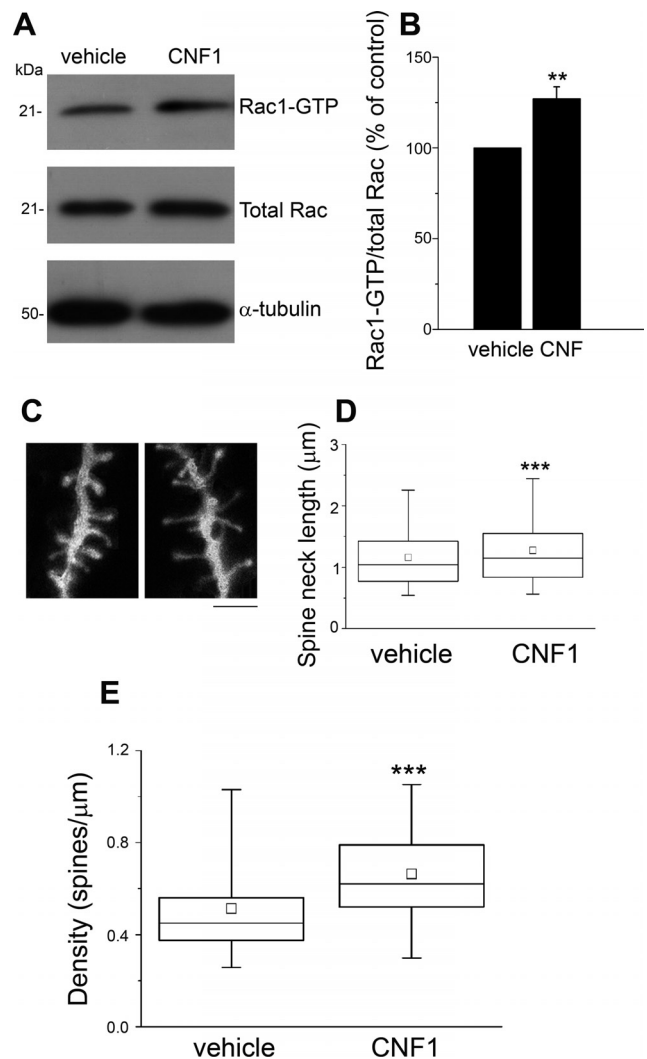 A
vehicle CNF1
kDa
21- Rac1-GTP
21- Total Rac
50- α-tubulin
B
Rac1-GTP/total Rac (% of control)
150
100
50
0
**
vehicle CNF
C
D
Spine neck length (μm)
3
2
1
0
***
vehicle CNF1
E
Density (spines/μm)
1.2
0.8
0.4
0.0
***
vehicle CNF1